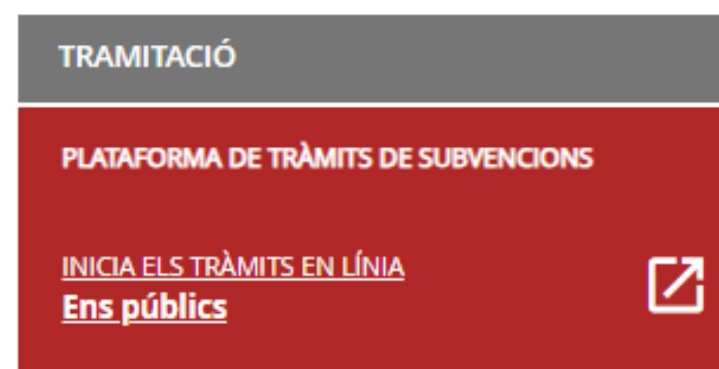 TRAMITACIÓ
PLATAFORMA DE TRÀMITS DE SUBVENCIONS
INICIA ELS TRÀMITS EN LÍNIA
Ens públics